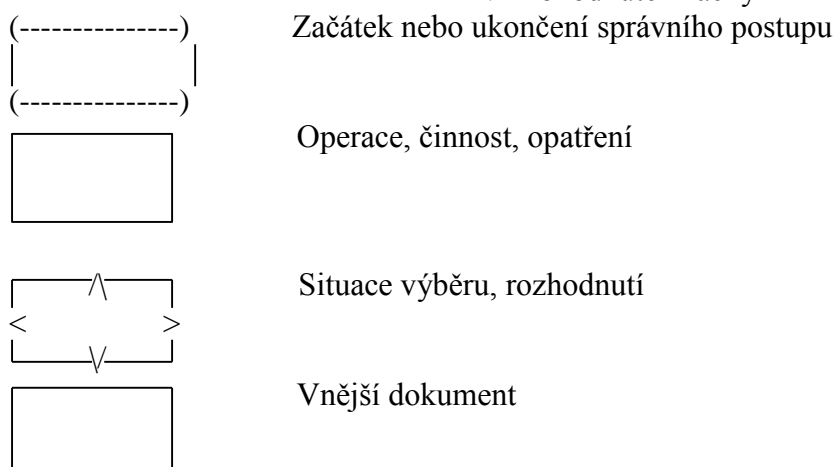 (---------------) Začátek nebo ukončení správního postupu
| |
(---------------)
Operace, činnost, opatření
/\ Situace výběru, rozhodnutí
< >
\/
Vnější dokument